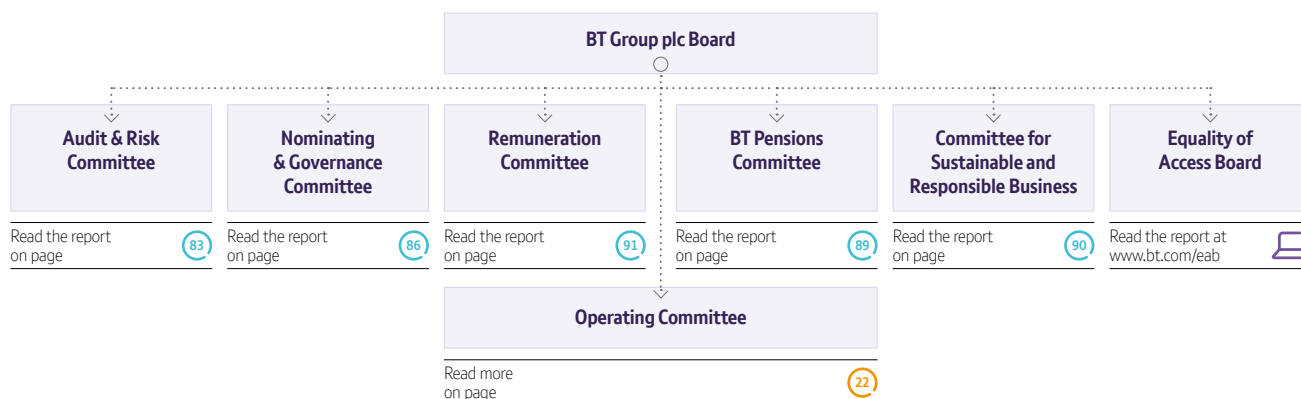 BT Group plc Board
Audit & Risk
Committee
Read the report
on page
83
Nominating
& Governance
Committee
Read the report
on page
86
Remuneration
Committee
Read the report
on page
91
BT Pensions
Committee
Read the report
on page
89
Committee for
Sustainable and
Responsible Business
Read the report
on page
90
Equality of
Access Board
Read the report at
www.bt.com/eab
Operating Committee
Read more
on page
22